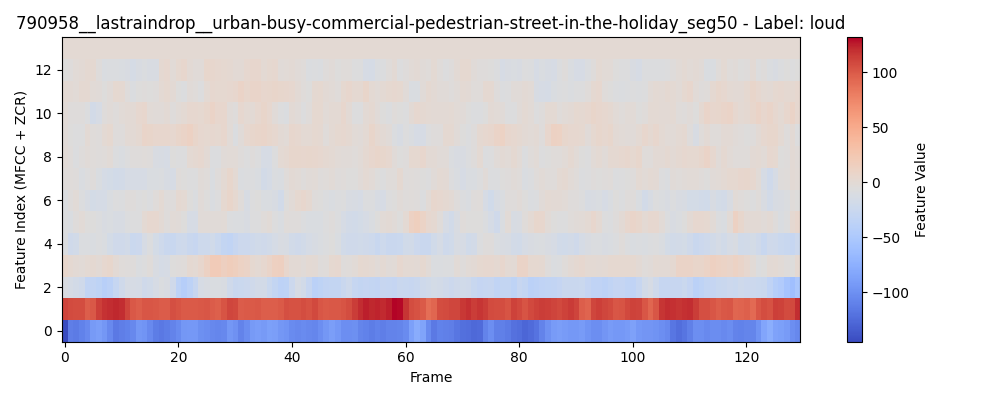 790958__lastraindrop__urban-busy-commercial-pedestrian-street-in-the-holiday_seg50 - Label: loud
Feature Index (MFCC + ZCR)
12
10
8
6
4
2
0
0 20 40 60 80 100 120
Frame
100
50
0
−50
−100
Feature Value